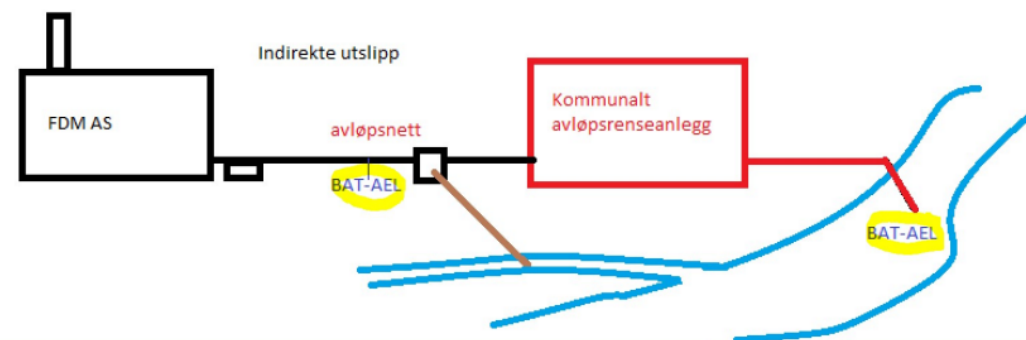 Indirekte utslipp
FDM AS
avløpsnett
BAT-AEL
Kommunalt
avløpsrenseanlegg
BAT-AEL